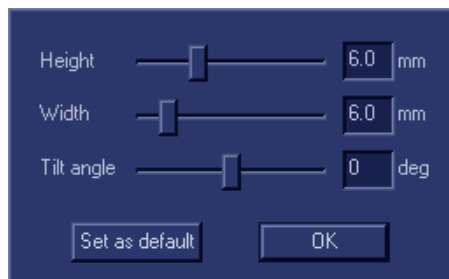 Height 6.0 mm
Width 6.0 mm
Tilt angle 0 deg
Set as default OK